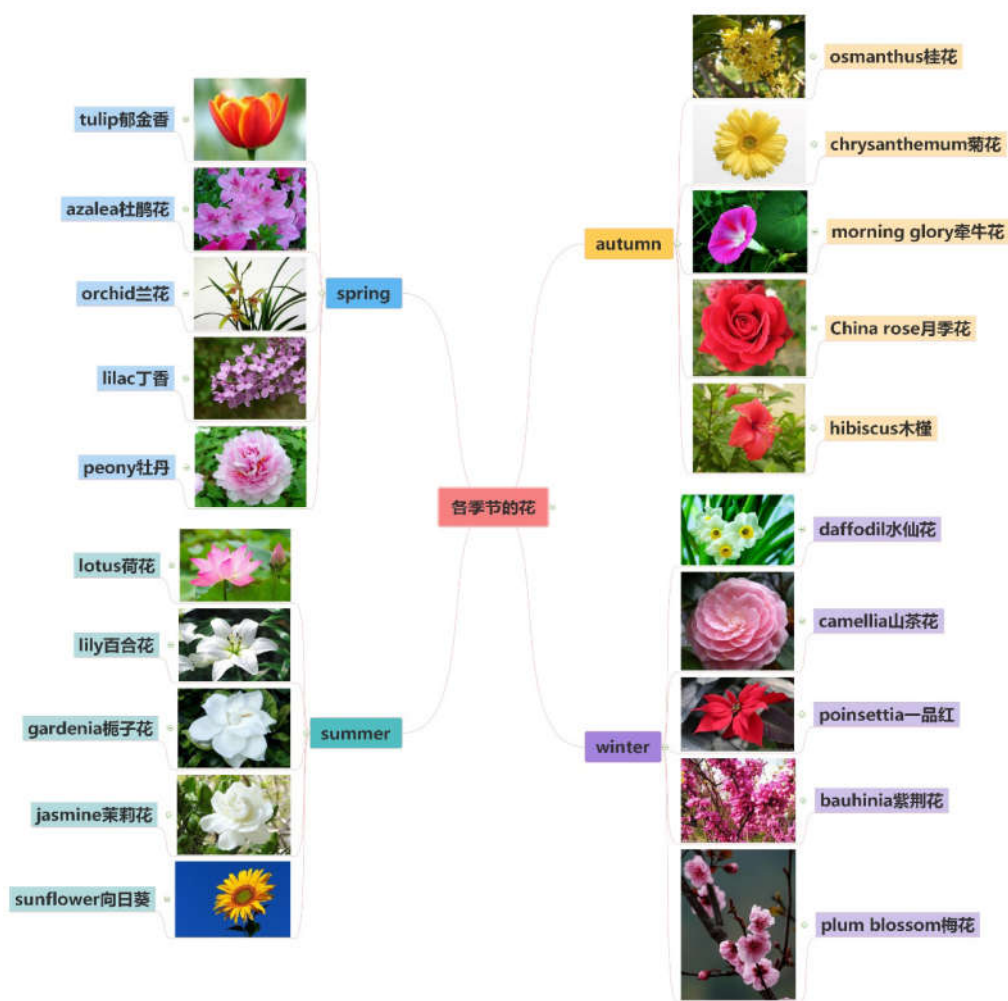 各季节的花
spring
tulip郁金香
azalea杜鹃花
orchid兰花
lilac丁香
peony牡丹
summer
lotus荷花
lily百合花
gardenia栀子花
jasmine茉莉花
sunflower向日葵
autumn
osmanthus桂花
chrysanthemum菊花
morning glory牵牛花
China rose月季花
hibiscus木槿
winter
daffodil水仙花
camellia山茶花
poinsettia一品红
bauhinia紫荆花
plum blossom梅花